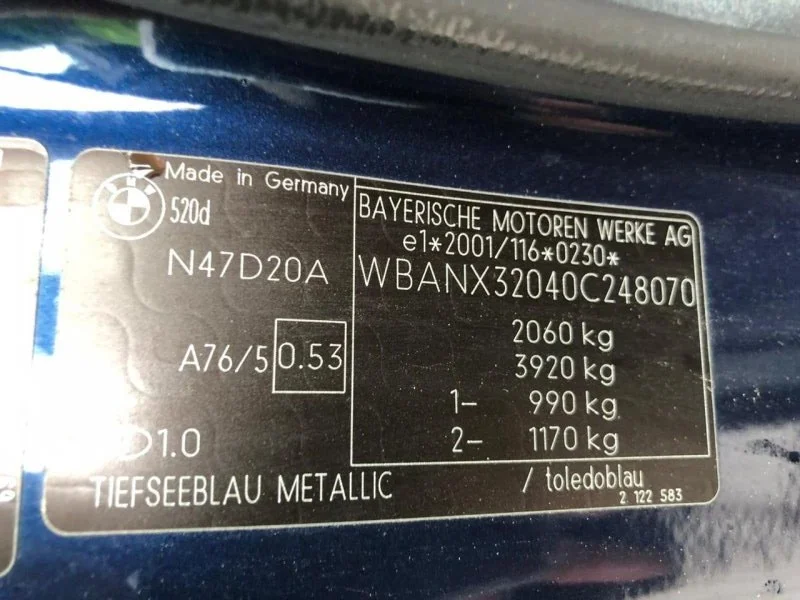 Made in Germany
BMW
520d
N47D20A
A76/5 0.53
1.0
BAYERISCHE MOTOREN WERKE AG
e1*2001/116*0230*
WBANX32040C248070
2060 kg
3920 kg
1- 990 kg
2- 1170 kg
TIEFSEEBLAU METALLIC / toledoblau
2 122 583